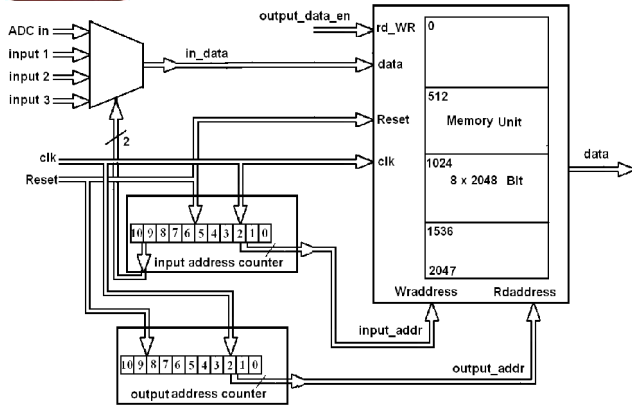 output_data_en
ADC in
input 1
input 2
input 3
in_data
2
clk
Reset
10 9 8 7 6 5 4 3 2 1 0
input address counter
10 9 8 7 6 5 4 3 2 1 0
output address counter
rd_WR
data
Reset
clk
0
512
Memory Unit
1024
8 x 2048 Bit
1536
2047
Wraddress Rdaddress
data
input_addr
output_addr